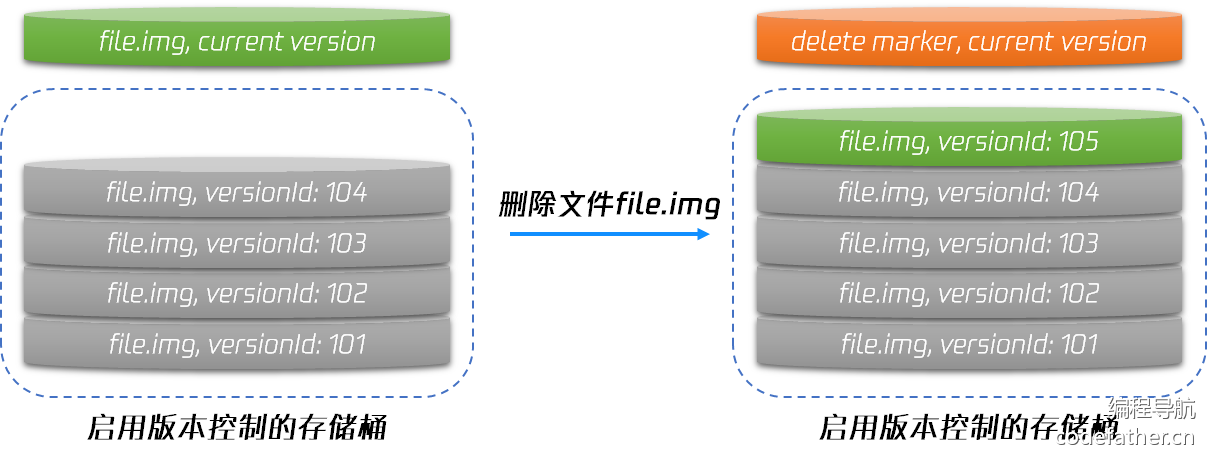 file.img, current version
file.img, versionId: 104
file.img, versionId: 103
file.img, versionId: 102
file.img, versionId: 101
启用版本控制的存储桶
删除文件file.img
delete marker, current version
file.img, versionId: 105
file.img, versionId: 104
file.img, versionId: 103
file.img, versionId: 102
file.img, versionId: 101
启用版本控制的存储桶
编程导航
codefather.cn